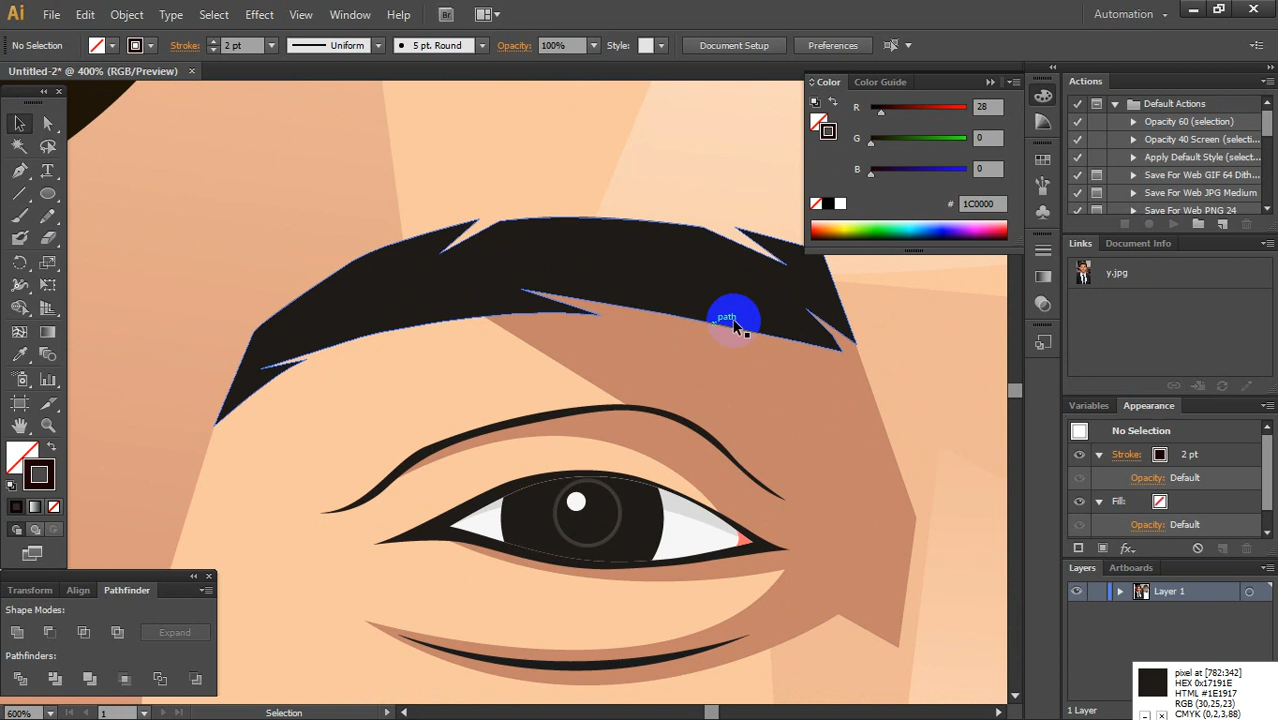 Ai File Edit Object Type Select Effect View Window Help Br Automation
No Selection Stroke: 2 pt Uniform 5 pt. Round Opacity: 100% Style: Document Setup Preferences
Untitled-2* @ 400% (RGB/Preview)
Color Color Guide
R 28
G 0
B 0
# 1C0000
Actions
Default Actions
Opacity 60 (selection)
Opacity 40 Screen (selecti...
Apply Default Style (select...
Save For Web GIF 64 Dith...
Save For Web JPG Medium
Save For Web PNG 24
Links Document Info
y.jpg
path
Variables Appearance
No Selection
Stroke: 2 pt
Opacity: Default
Fill:
Opacity: Default
fx
Layers Artboards
Layer 1
1 Layer
Transform Align Pathfinder
Shape Modes:
Expand
Pathfinders:
pixel at [782:342]
HEX 0x17191E
HTML #1E1917
RGB (30,25,23)
CMYK (0.2,3.88)
600% 1 Selection